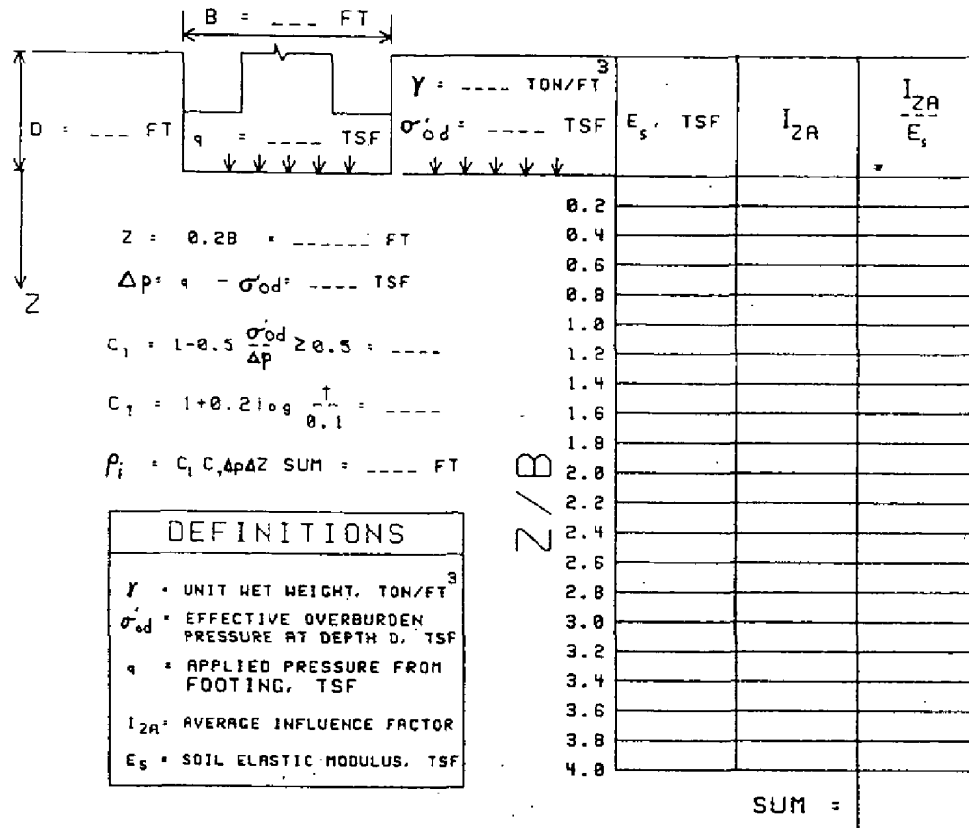 B = ___ FT
D = ___ FT
q = ____ TSF
γ = ____ TON/FT³
σ'od = ____ TSF
Es, TSF
IZA
IZA / Es
Z
Z = 0.2B = ______ FT
Δp = q - σ'od = ____ TSF
C1 = 1-0.5 σ'od/Δp ≥ 0.5 = ____
C2 = 1+0.2log t/0.1 = ____
ρi = C1 C2 Δp ΔZ SUM = ____ FT
Z/B
0.2
0.4
0.6
0.8
1.0
1.2
1.4
1.6
1.8
2.0
2.2
2.4
2.6
2.8
3.0
3.2
3.4
3.6
3.8
4.0
SUM =
DEFINITIONS
γ = UNIT WET WEIGHT, TON/FT³
σ'od = EFFECTIVE OVERBURDEN
PRESSURE AT DEPTH D, TSF
q = APPLIED PRESSURE FROM
FOOTING, TSF
IZA = AVERAGE INFLUENCE FACTOR
Es = SOIL ELASTIC MODULUS, TSF